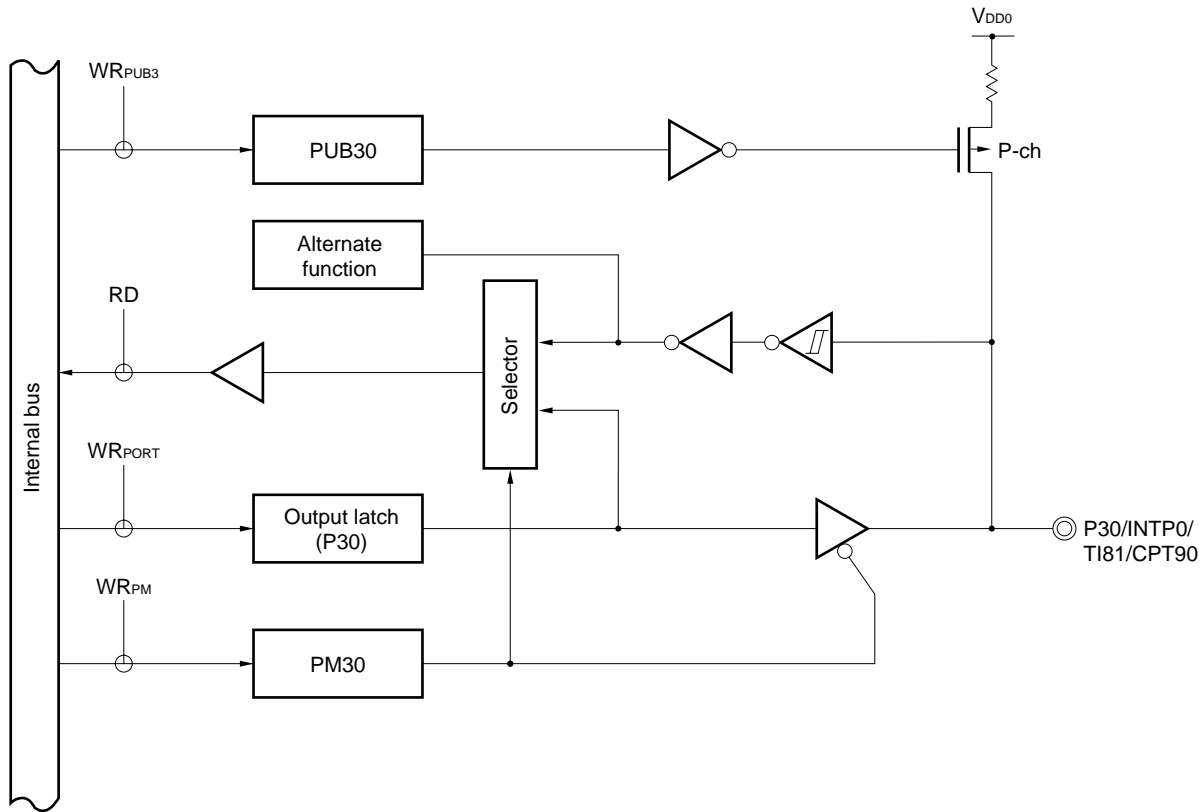 VDD0
WRPUB3
PUB30
P-ch
Alternate
function
RD
Selector
Internal bus
WRPORT
Output latch
(P30)
P30/INTP0/
TI81/CPT90
WRPM
PM30